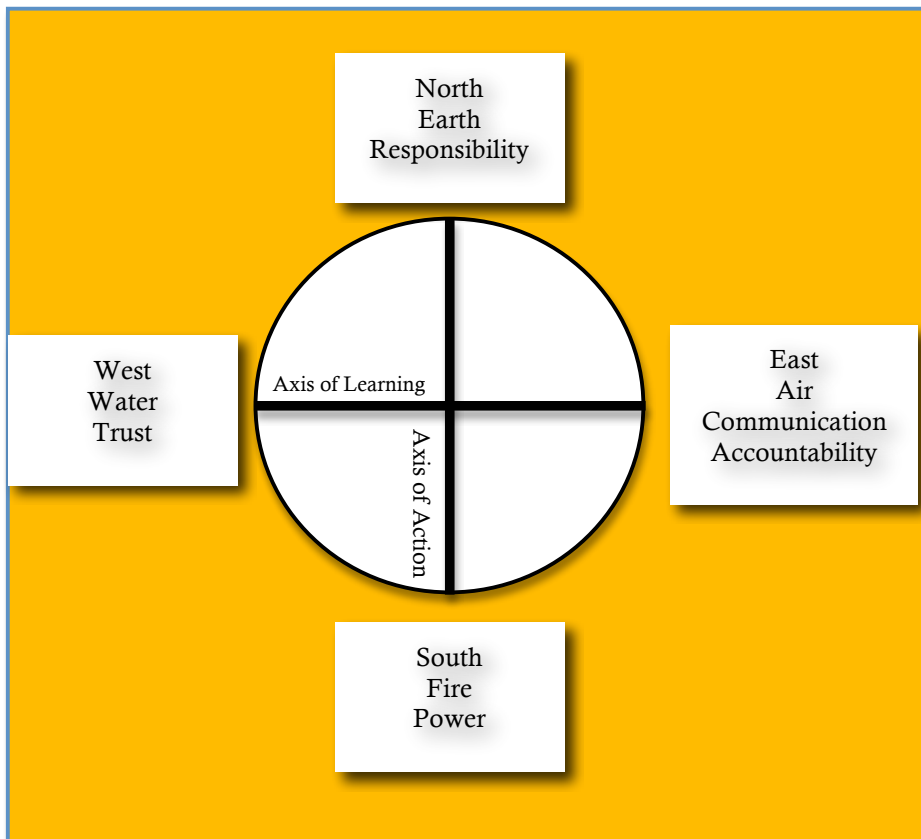 North
Earth
Responsibility
West
Water
Trust
Axis of Learning
Axis of Action
East
Air
Communication
Accountability
South
Fire
Power